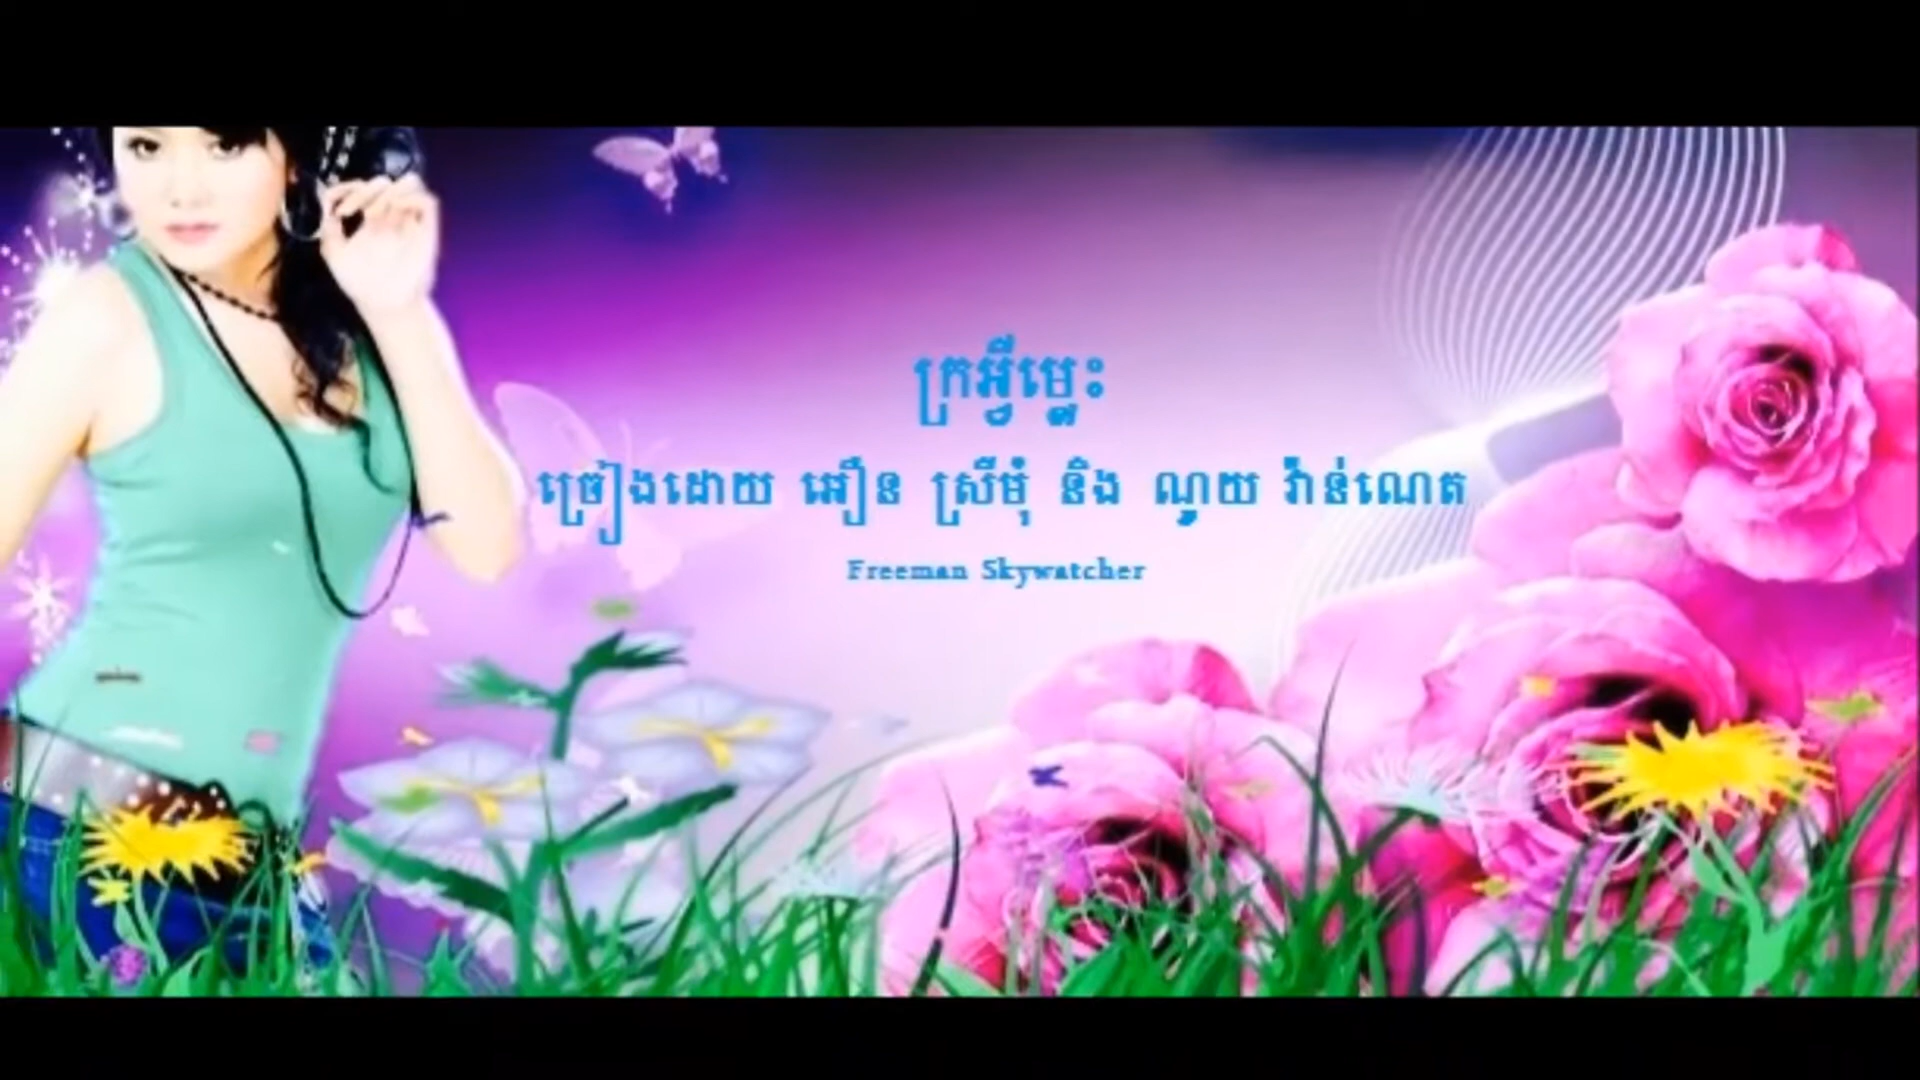 ក្រអ្វីម្លេះ
ច្រៀងដោយ អឿន ស្រីមុំ និង ណូយ វ៉ាន់ណេត
Freeman Skywatcher